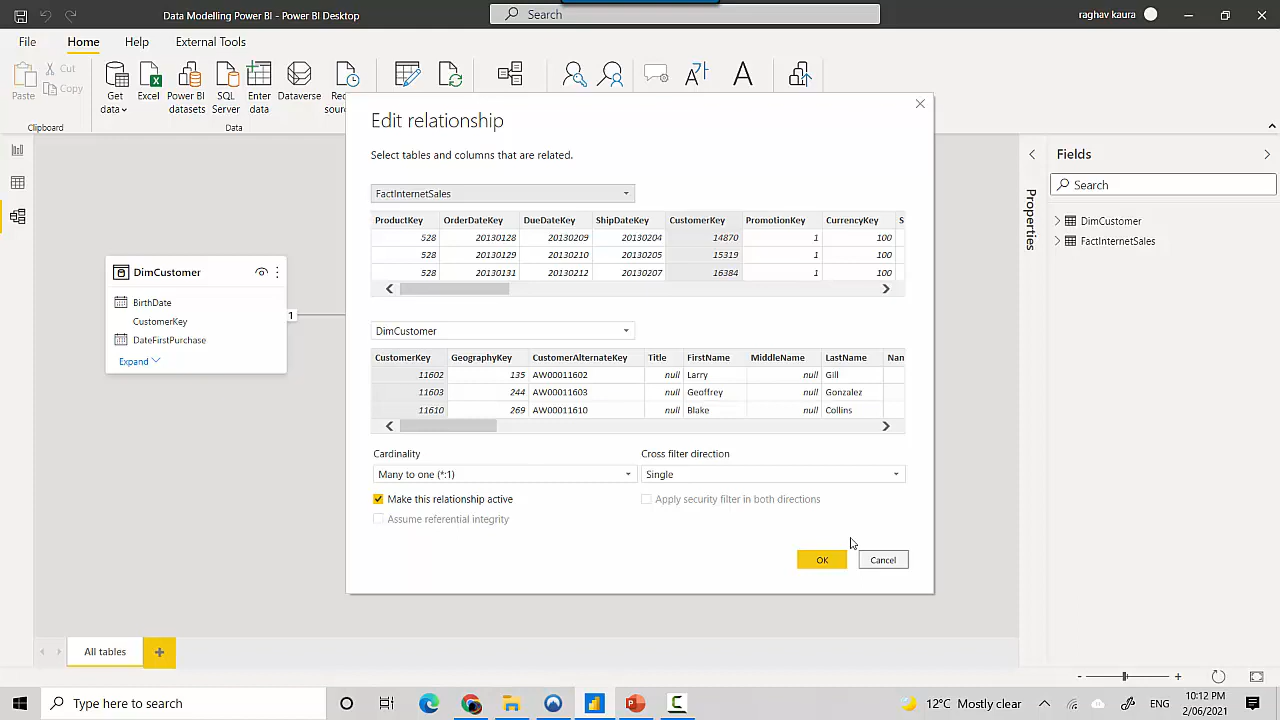 Data Modelling Power BI - Power BI Desktop
Search
raghav kaura
File Home Help External Tools
Paste
Cut
Copy
Clipboard
Get data
Excel
Power BI datasets
SQL Server
Enter data
Dataverse
Data
Edit relationship
Select tables and columns that are related.
FactInternetSales
ProductKey OrderDateKey DueDateKey ShipDateKey CustomerKey PromotionKey CurrencyKey S
528 20130128 20130209 20130204 14870 1 100
528 20130129 20130210 20130205 15319 1 100
528 20130131 20130212 20130207 16384 1 100
DimCustomer
CustomerKey GeographyKey CustomerAlternateKey Title FirstName MiddleName LastName Nan
11602 135 AW00011602 null Larry null Gill
11603 244 AW00011603 null Geoffrey null Gonzalez
11610 269 AW00011610 null Blake null Collins
Cardinality
Many to one (*:1)
Cross filter direction
Single
Make this relationship active
Apply security filter in both directions
Assume referential integrity
OK
Cancel
DimCustomer
BirthDate
CustomerKey
DateFirstPurchase
Expand
1
Properties
Fields
Search
DimCustomer
FactInternetSales
All tables
- +
Type here to search
12°C Mostly clear
ENG
10:12 PM
2/06/2021